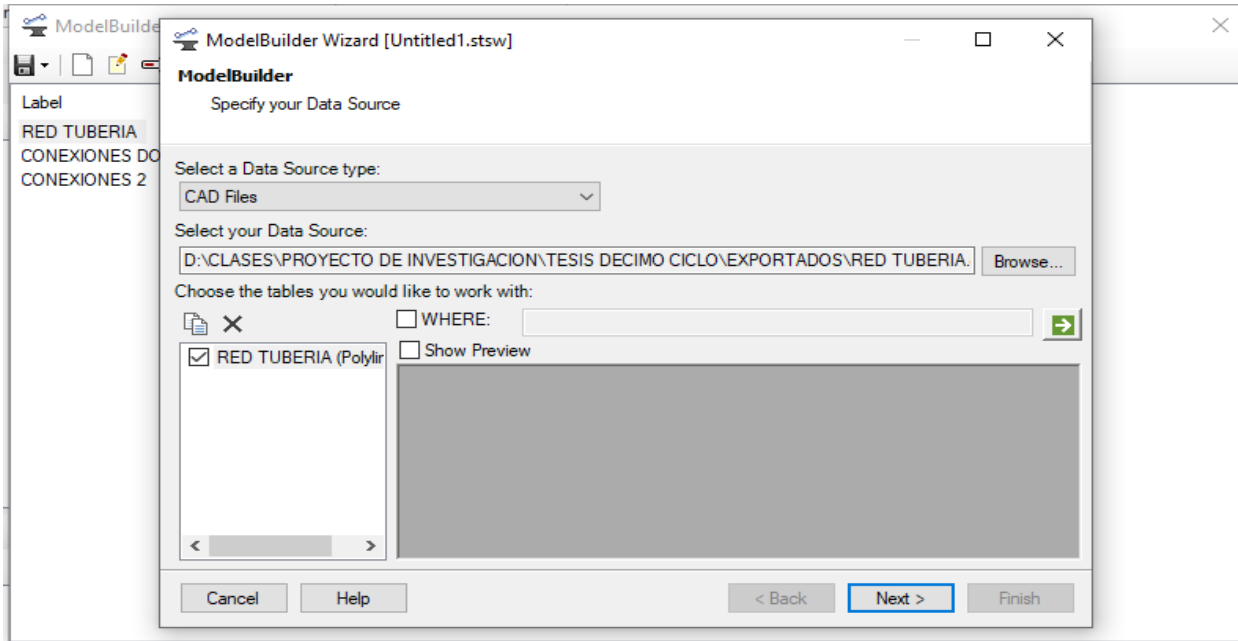 ModelBuilde
ModelBuilder Wizard [Untitled1.stsw]
ModelBuilder
Specify your Data Source
Label
RED TUBERIA
CONEXIONES DO
CONEXIONES 2
Select a Data Source type:
CAD Files
Select your Data Source:
D:\CLASES\PROYECTO DE INVESTIGACION\TESIS DECIMO CICLO\EXPORTADOS\RED TUBERIA. Browse...
Choose the tables you would like to work with:
WHERE:
RED TUBERIA (Polylin
Show Preview
Cancel Help < Back Next > Finish